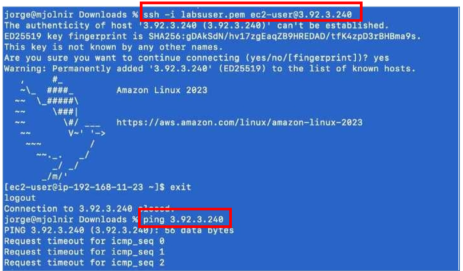 jorge@mjolnir Downloads % ssh -i labsuser.pem ec2-user@3.92.3.240
The authenticity of host '3.92.3.240 (3.92.3.240)' can't be established.
ED25519 key fingerprint is SHA256:gDAkSdN/hv17zgEaqZB9HREDAD/tfK4zpD3rBHBma9s.
This key is not known by any other names.
Are you sure you want to continue connecting (yes/no/[fingerprint])? yes
Warning: Permanently added '3.92.3.240' (ED25519) to the list of known hosts.
   ,     #_
   ~\_  ####_        Amazon Linux 2023
  ~~  \_#####\
  ~~     \###|
  ~~       \#/ ___   https://aws.amazon.com/linux/amazon-linux-2023
   ~~       V~' '->
    ~~~         /
      ~~._.   _/
         _/ _/
       _/m/'
[ec2-user@ip-192-168-11-23 ~]$ exit
logout
Connection to 3.92.3.240 closed.
jorge@mjolnir Downloads % ping 3.92.3.240
PING 3.92.3.240 (3.92.3.240): 56 data bytes
Request timeout for icmp_seq 0
Request timeout for icmp_seq 1
Request timeout for icmp_seq 2